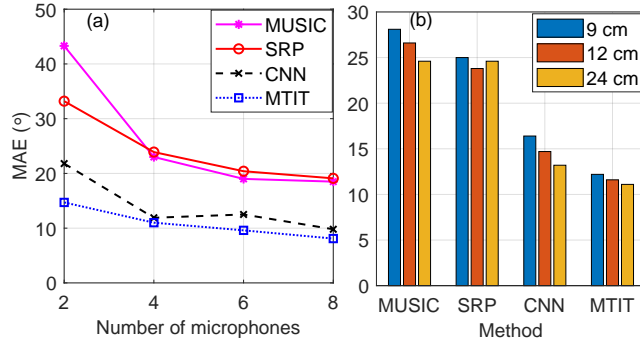 (a)
MUSIC
SRP
CNN
MTIT
50
40
30
20
10
0
MAE (°)
2 4 6 8
Number of microphones
(b)
9 cm
12 cm
24 cm
30
25
20
15
10
5
0
MUSIC SRP CNN MTIT
Method